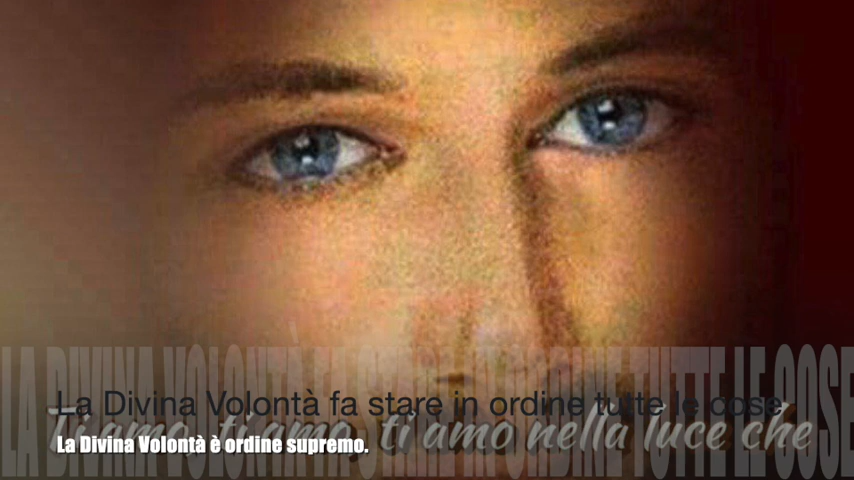 LA DIVINA VOLONTÀ FA STARE IN ORDINE TUTTE LE COSE
La Divina Volontà fa stare in ordine tutte le cose
Ti amo, ti amo, ti amo nella luce che
La Divina Volontà è ordine supremo.